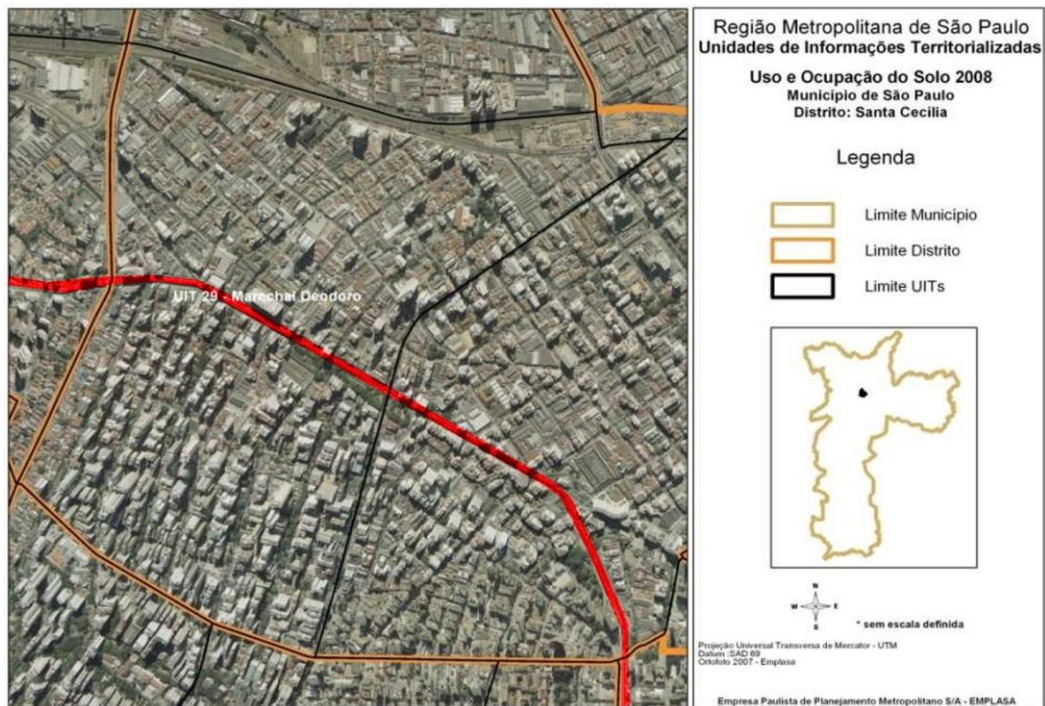 UIT 29 - Marechal Deodoro
Região Metropolitana de São Paulo
Unidades de Informações Territorializadas
Uso e Ocupação do Solo 2008
Município de São Paulo
Distrito: Santa Cecília
Legenda
Limite Município
Limite Distrito
Limite UITs
N
W E
S
* sem escala definida
Projeção Universal Transversa de Mercator - UTM
Datum :SAD 69
Ortofoto 2007 - Emplasa
Empresa Paulista de Planejamento Metropolitano S/A - EMPLASA